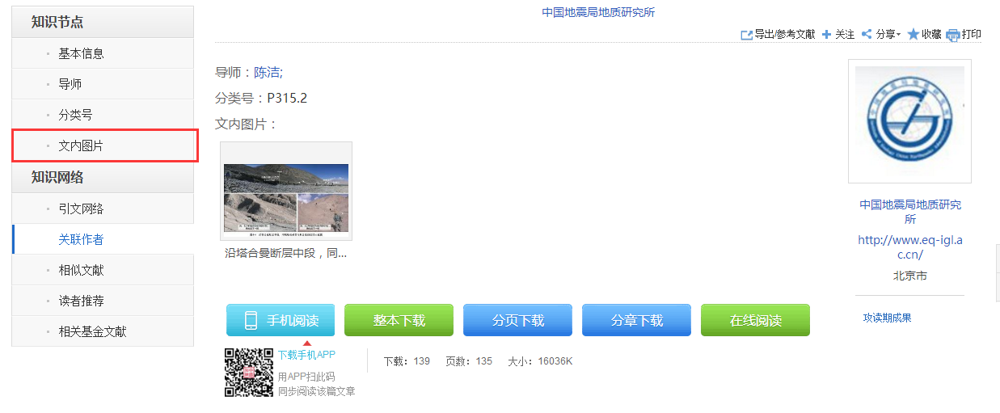 知识节点
基本信息
导师
分类号
文内图片
知识网络
引文网络
关联作者
相似文献
读者推荐
相关基金文献
中国地震局地质研究所
导出/参考文献 关注 分享 收藏 打印
导师：陈洁;
分类号：P315.2
文内图片：
沿塔合曼断层中段，同...
手机阅读 整本下载 分页下载 分章下载 在线阅读
下载手机APP
用APP扫此码
同步阅读该篇文章
下载：139 页数：135 大小：16036K
中国地震局地质研究
所
http://www.eq-igl.a
c.cn/
北京市
攻读期成果